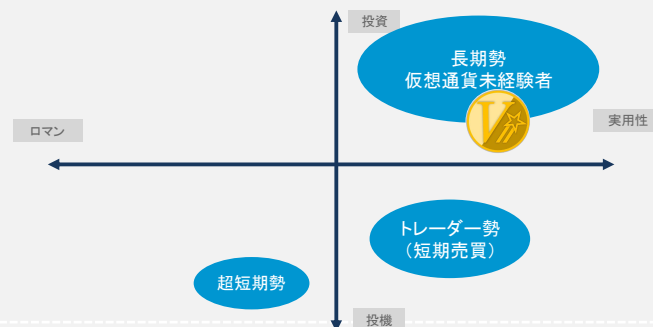 投資
長期勢
仮想通貨未経験者
実用性
ロマン
トレーダー勢
（短期売買）
超短期勢
投機